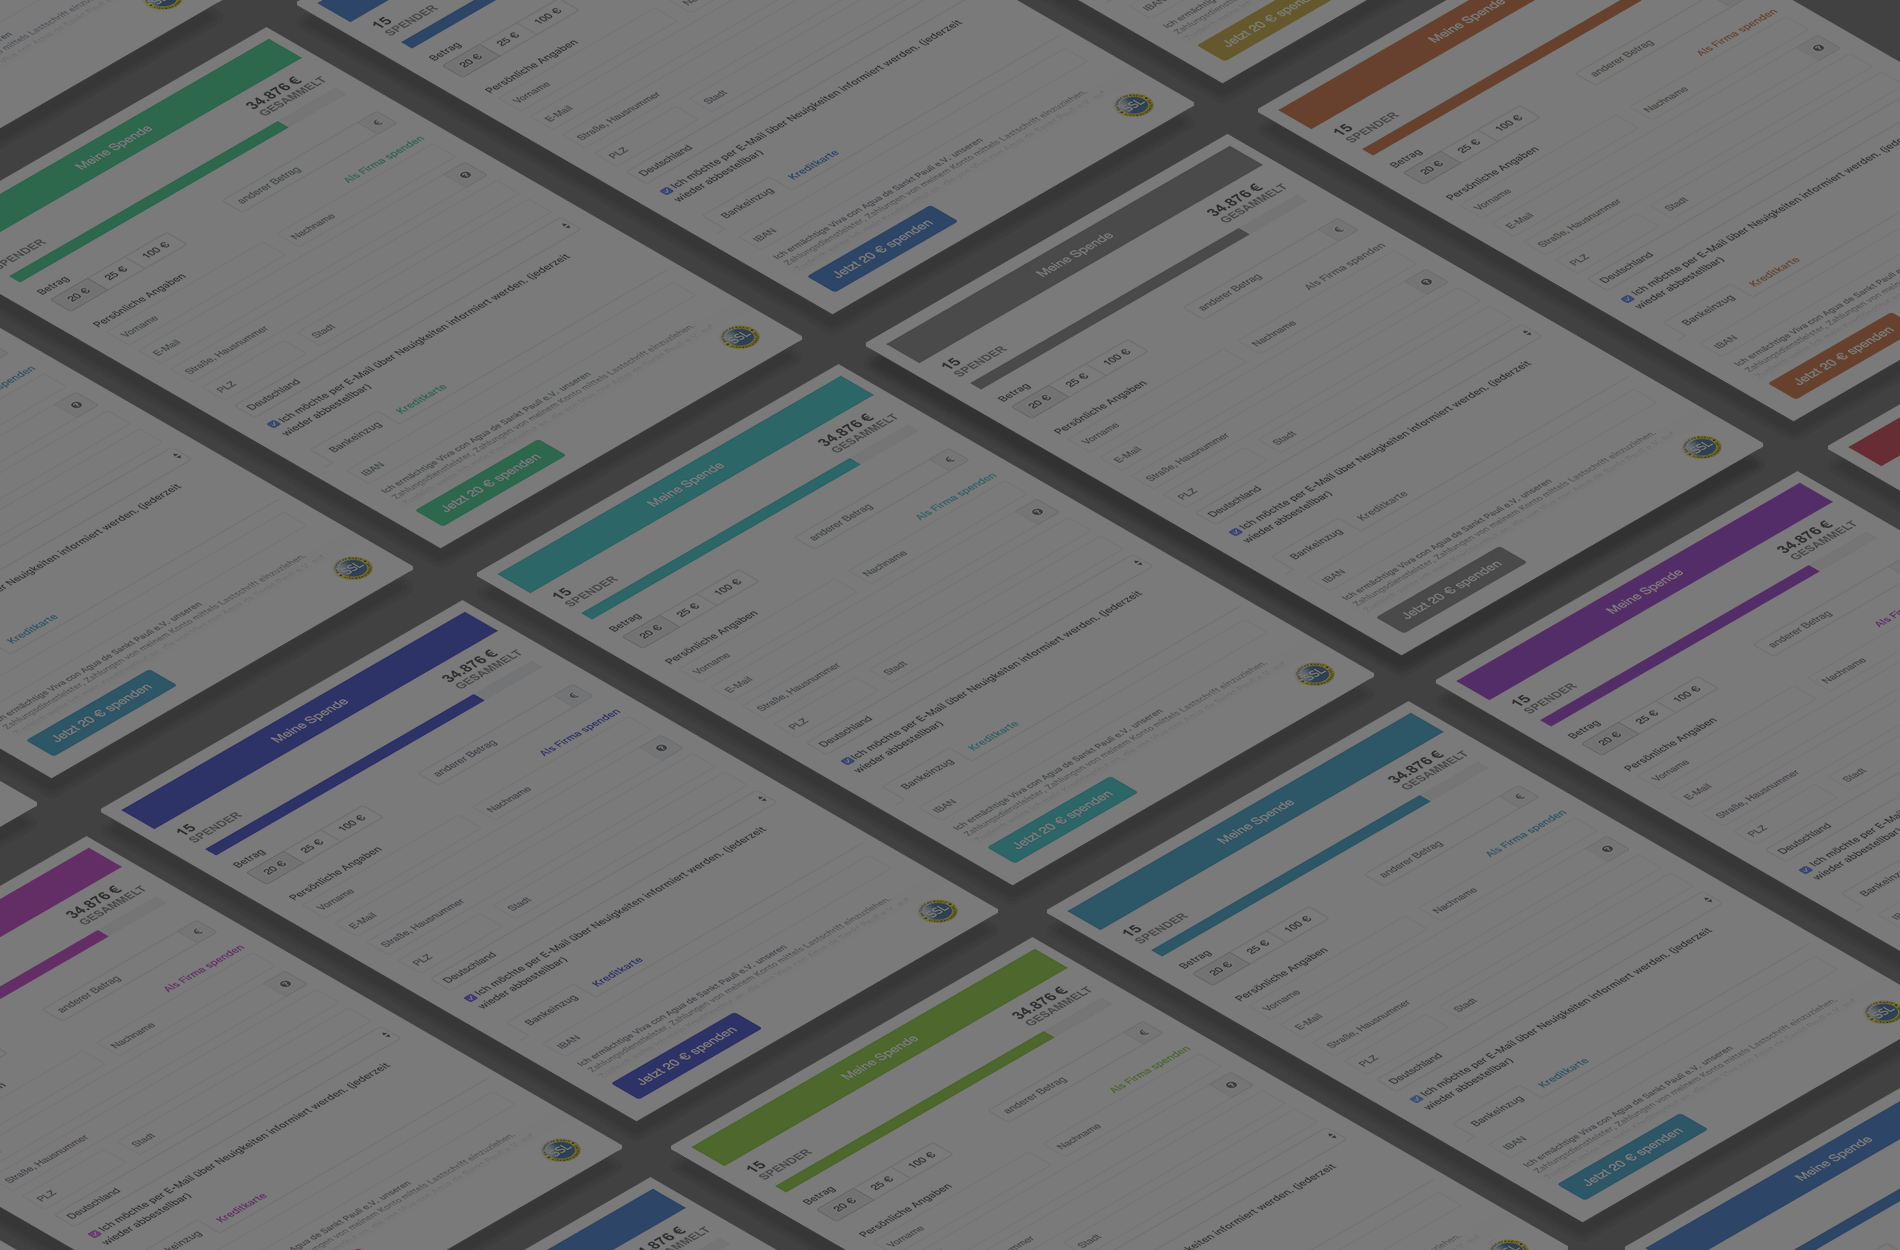 Meine Spende
34.876 €
GESAMMELT
15
SPENDER
Betrag
20 €
25 €
100 €
anderer Betrag
€
Persönliche Angaben
Als Firma spenden
Vorname
Nachname
E-Mail
Straße, Hausnummer
PLZ
Stadt
Deutschland
Ich möchte per E-Mail über Neuigkeiten informiert werden. (jederzeit
wieder abbestellbar)
Bankeinzug
Kreditkarte
IBAN
Ich ermächtige Viva con Agua de Sankt Pauli e.V., unseren
Zahlungsdienstleister, Zahlungen von meinem Konto mittels Lastschrift einzuziehen.
Jetzt 20 € spenden
SSL